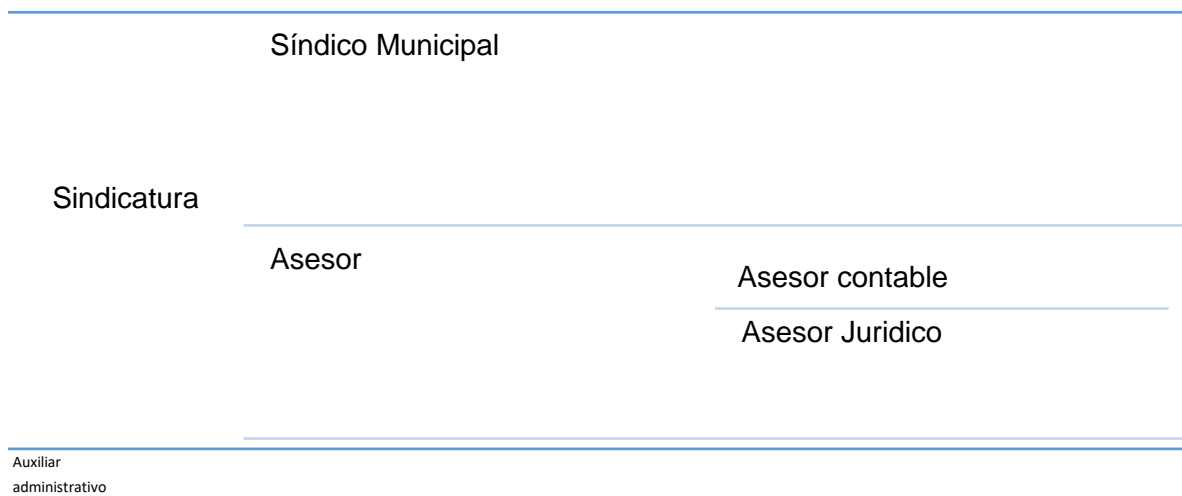 Síndico Municipal
Sindicatura
Asesor
Asesor contable
Asesor Juridico
Auxiliar
administrativo